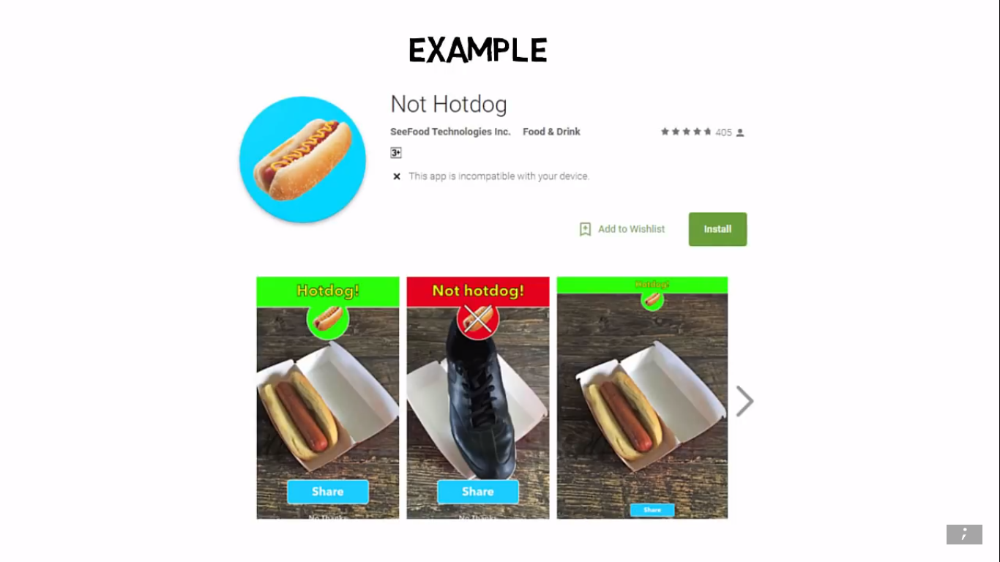 EXAMPLE
Not Hotdog
SeeFood Technologies Inc. Food & Drink 405
3+
This app is incompatible with your device.
Add to Wishlist Install
Hotdog! Not hotdog! Hotdog!
Share Share Share
No Thanks No Thanks
;